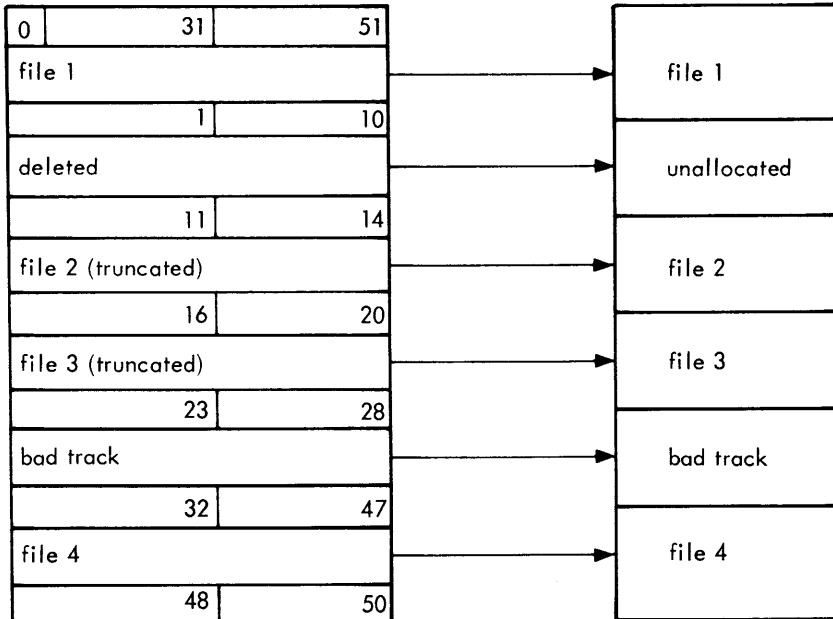 0 31 51
file 1 file 1
1 10
deleted unallocated
11 14
file 2 (truncated) file 2
16 20
file 3 (truncated) file 3
23 28
bad track bad track
32 47
file 4 file 4
48 50